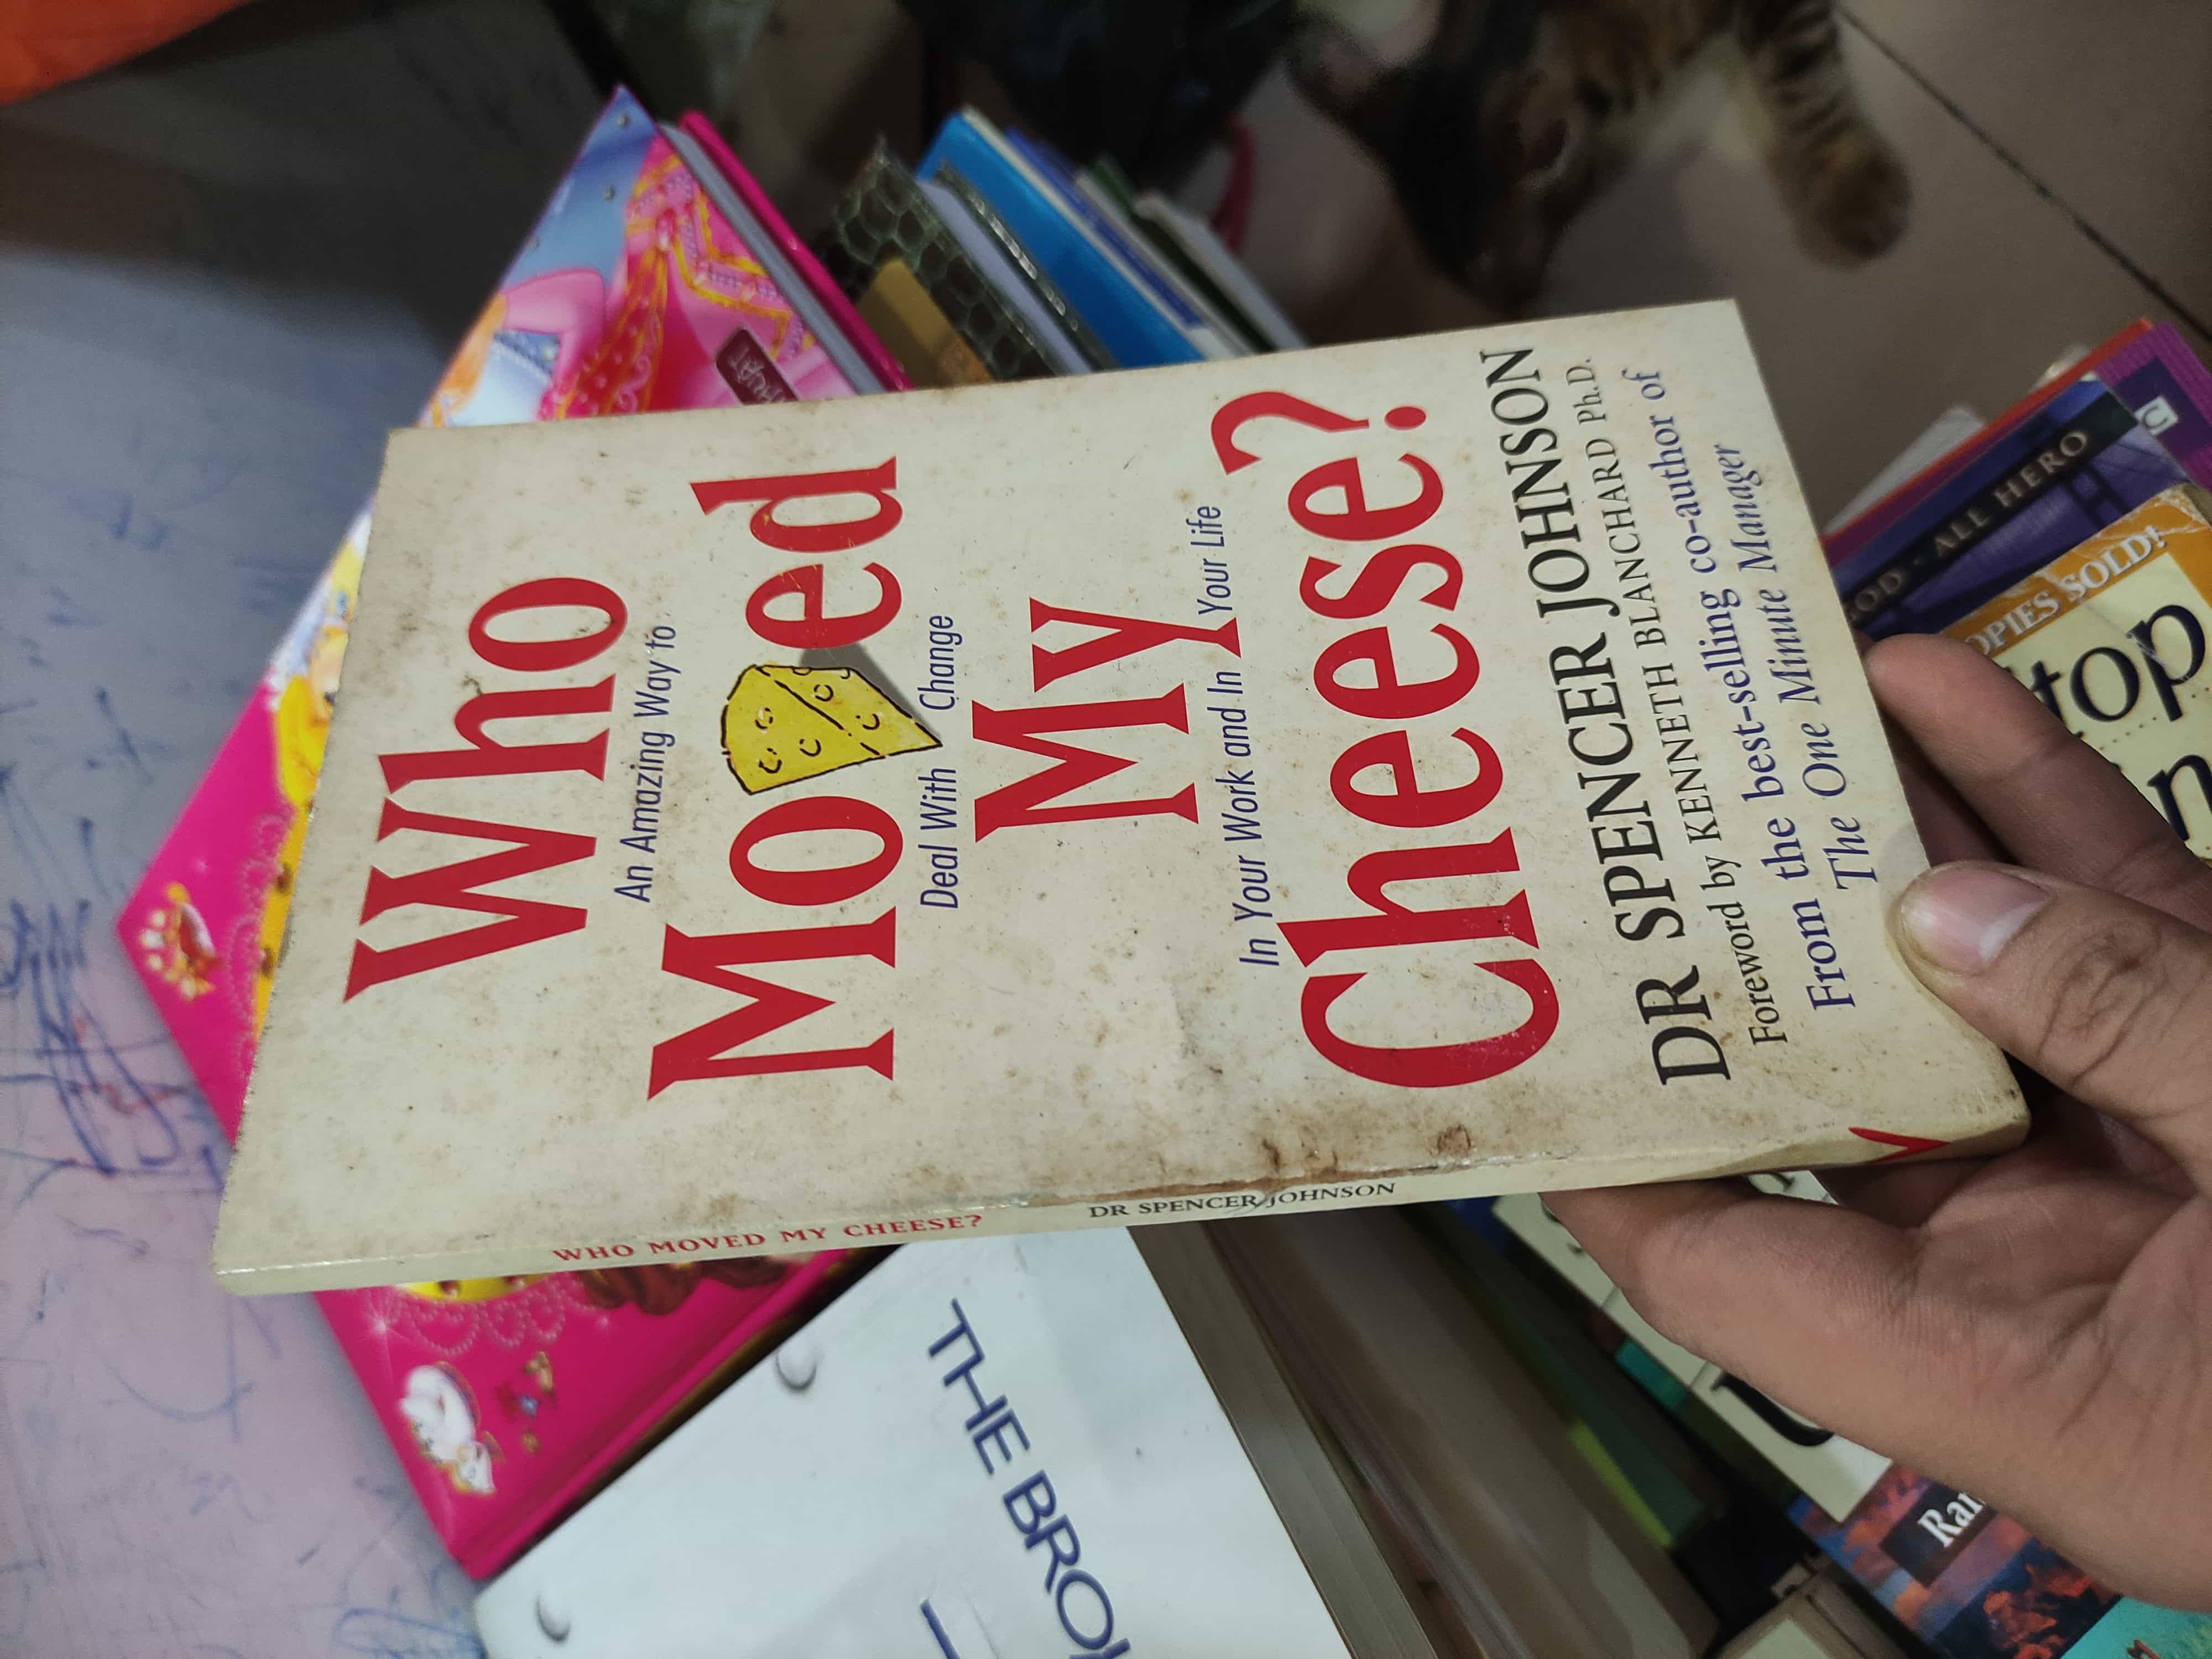 Who
An Amazing Way to
Moved
Deal With Change
My
In Your Work and In Your Life
Cheese?
DR SPENCER JOHNSON
Foreword by KENNETH BLANCHARD Ph.D.
From the best-selling co-author of
The One Minute Manager
WHO MOVED MY CHEESE? DR SPENCER JOHNSON
THE
ALL HERO
SOLD!